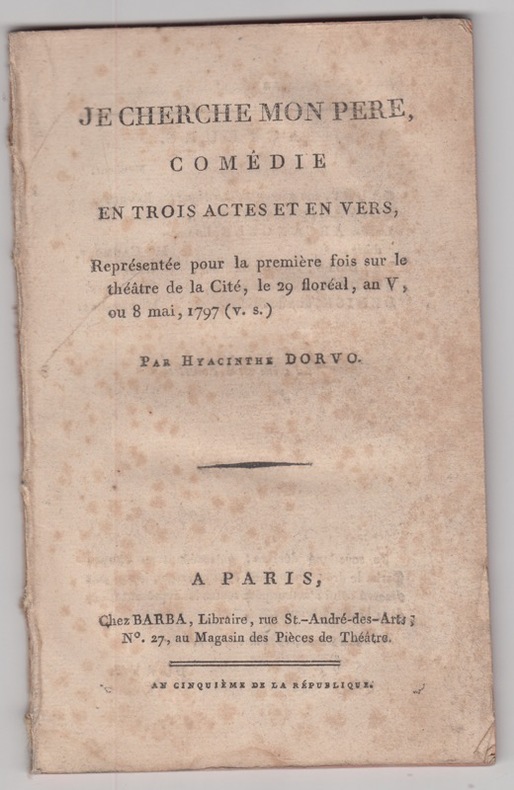 JE CHERCHE MON PERE,
COMÉDIE
EN TROIS ACTES ET EN VERS,
Représentée pour la première fois sur le
théâtre de la Cité, le 29 floréal, an V,
ou 8 mai, 1797 (v. s.)
PAR HYACINTHE DORVO.
A PARIS,
Chez BARBA, Libraire, rue St.-André-des-Arts;
N°. 27, au Magasin des Pièces de Théâtre.
AN CINQUIÈME DE LA RÉPUBLIQUE.